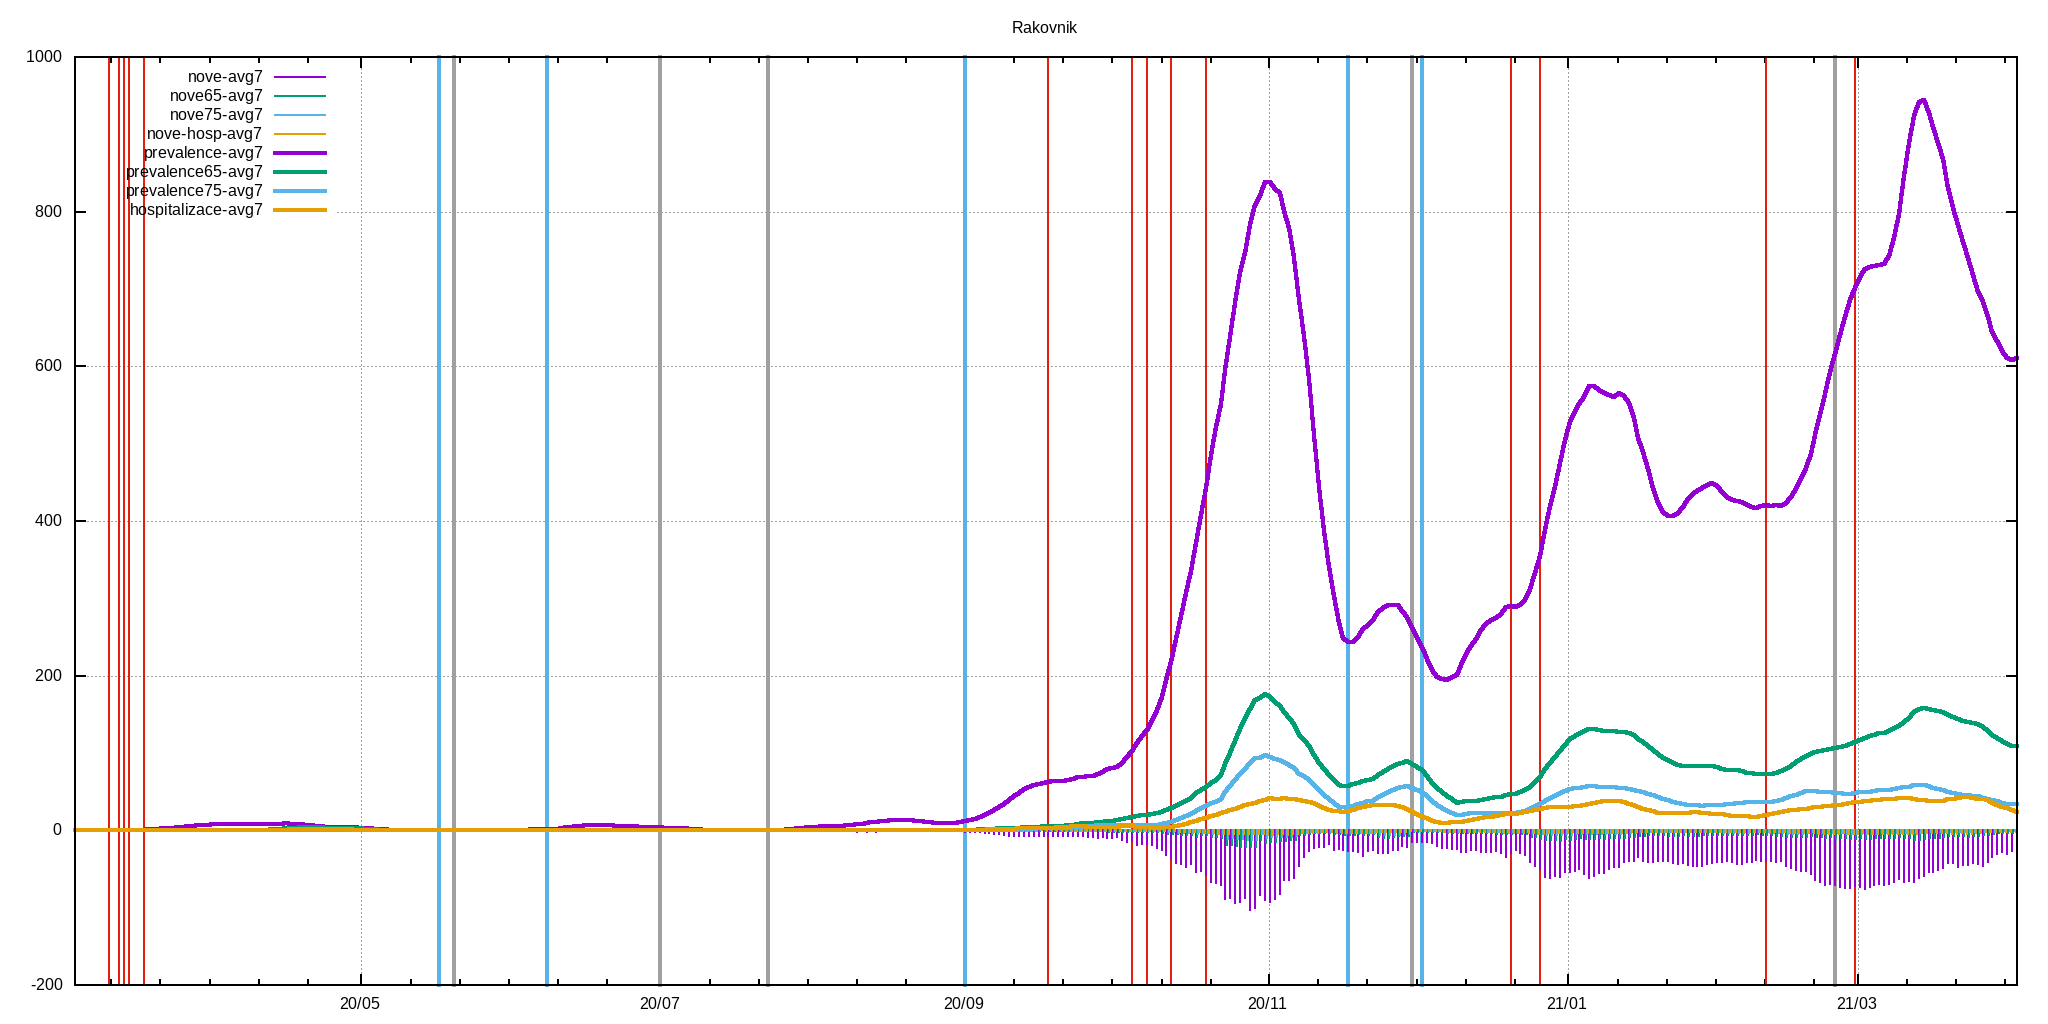 Rakovnik
1000
800
600
400
200
0
-200
nove-avg7
nove65-avg7
nove75-avg7
nove-hosp-avg7
prevalence-avg7
prevalence65-avg7
prevalence75-avg7
hospitalizace-avg7
20/05 20/07 20/09 20/11 21/01 21/03